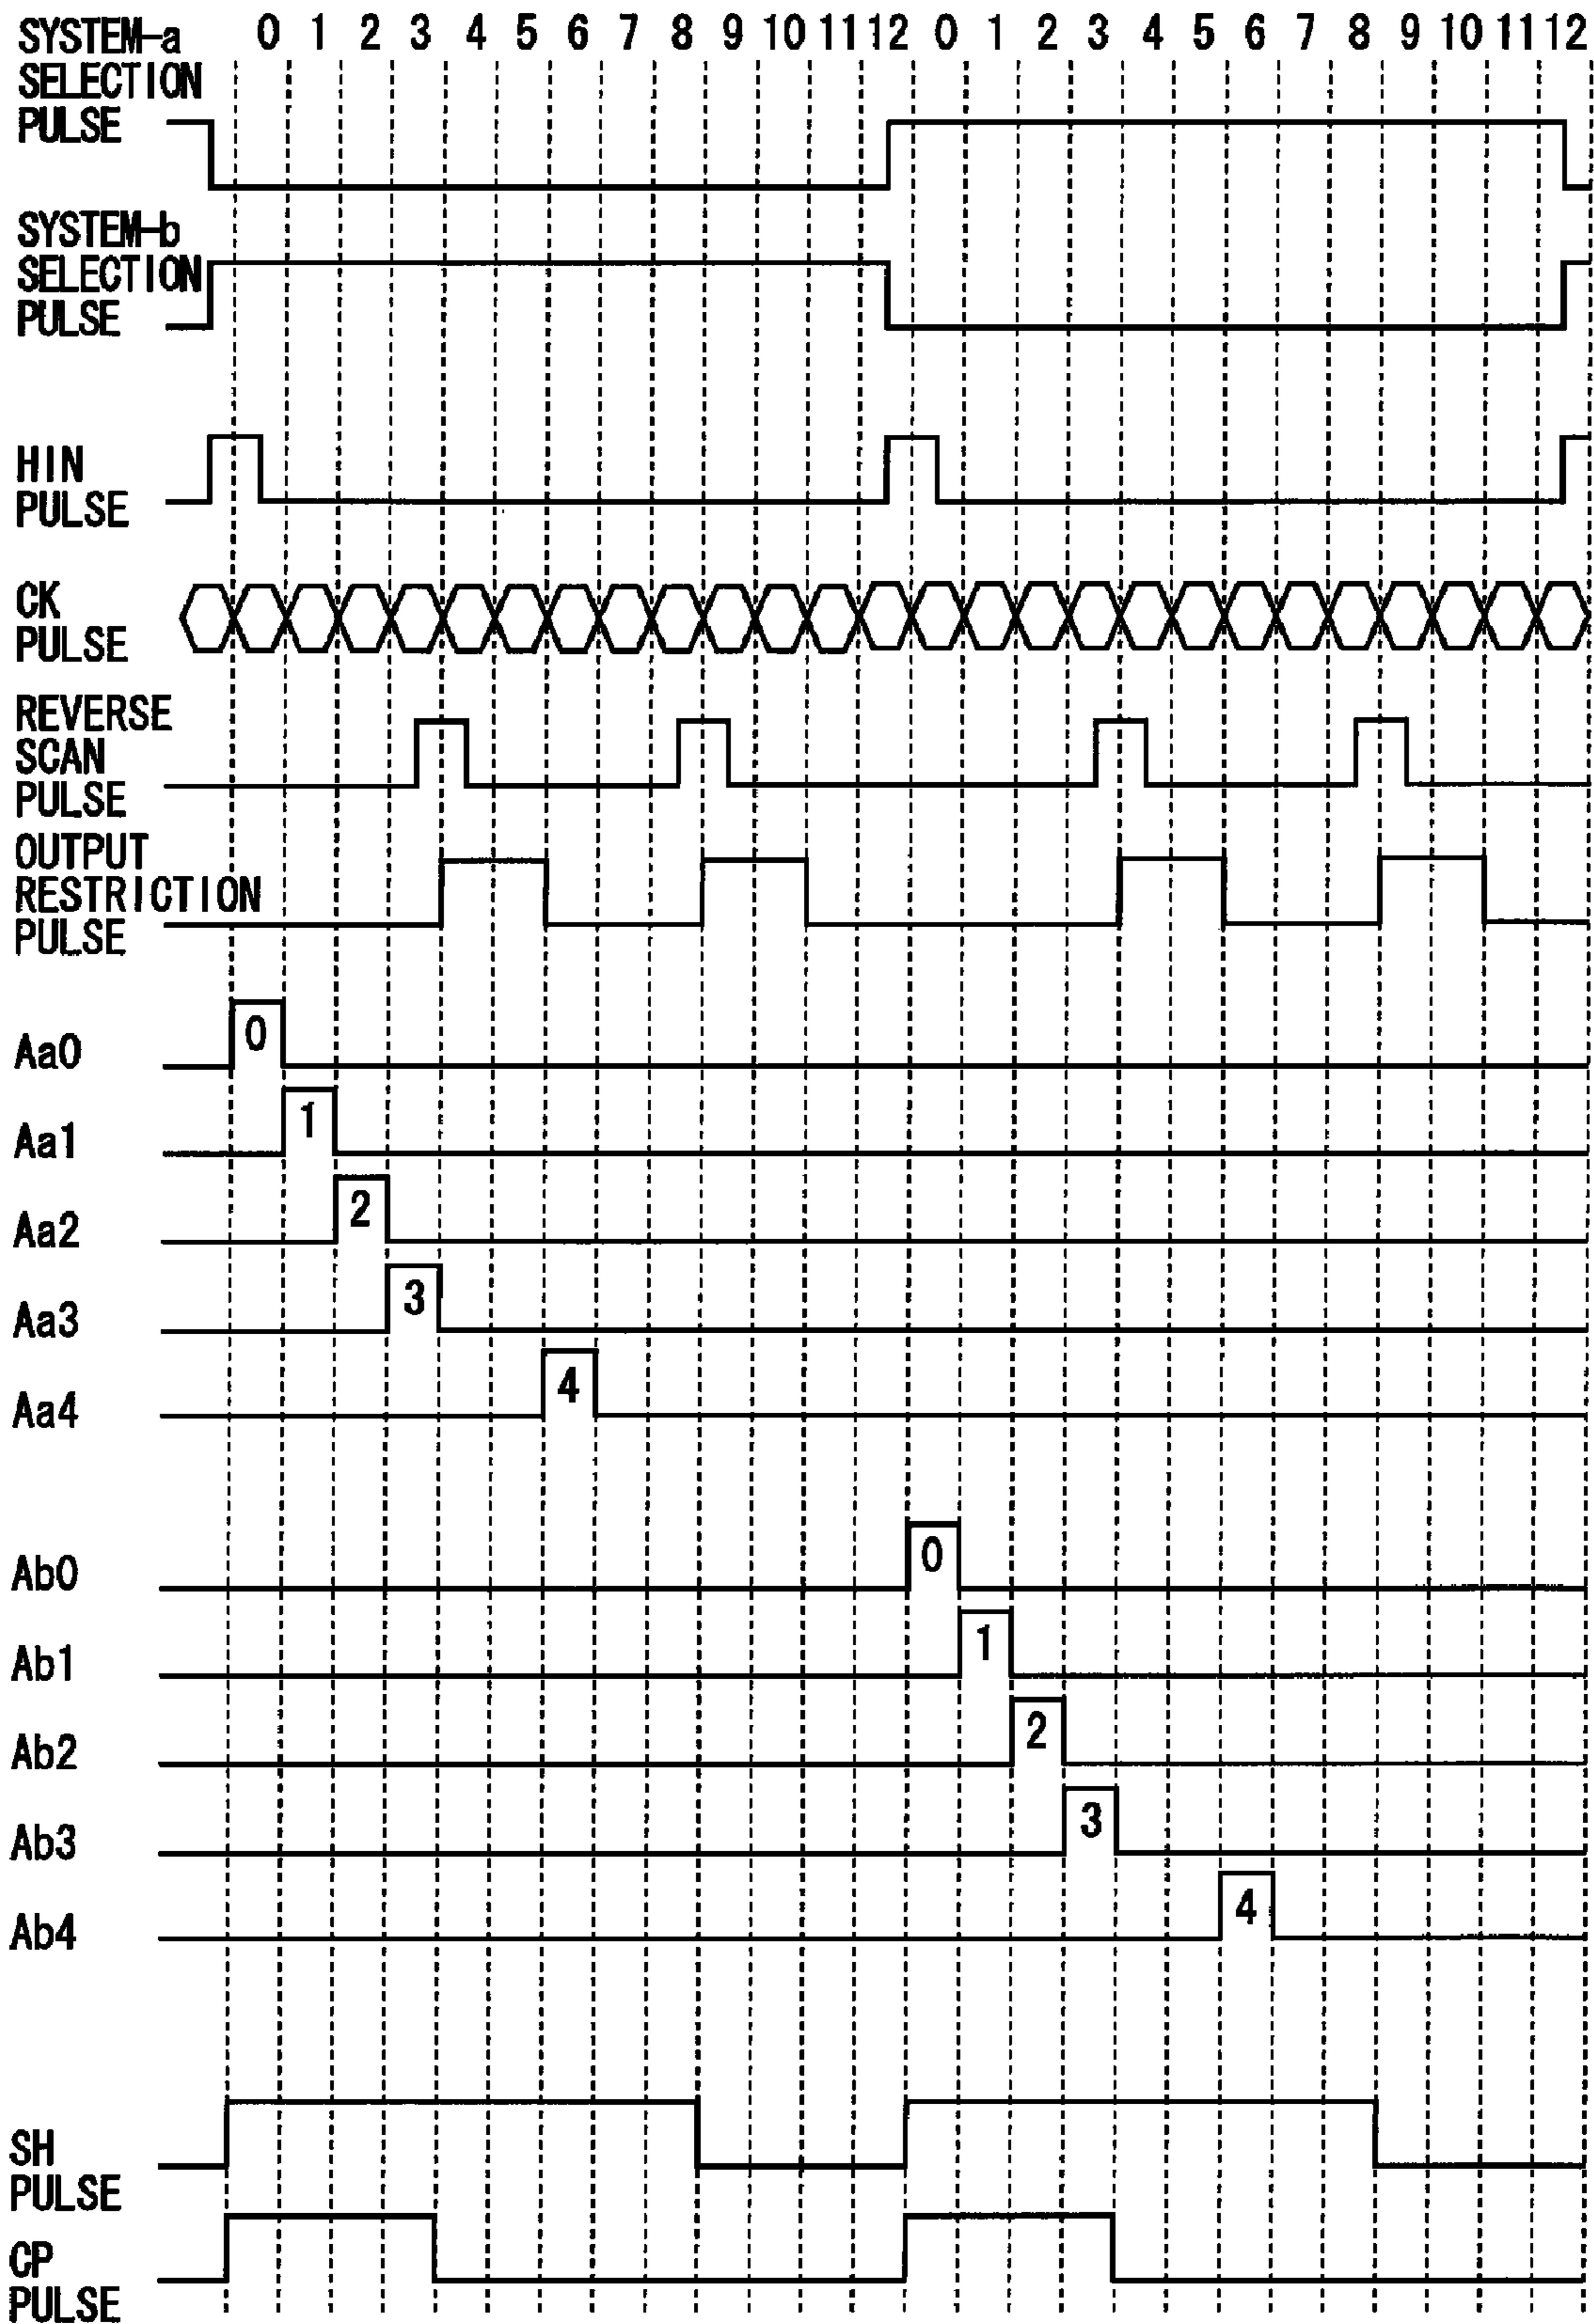 SYSTEM-a 0 1 2 3 4 5 6 7 8 9 10 11 12 0 1 2 3 4 5 6 7 8 9 10 11 12
SELECTION
PULSE
SYSTEM-b
SELECTION
PULSE
HIN
PULSE
CK
PULSE
REVERSE
SCAN
PULSE
OUTPUT
RESTRICTION
PULSE
Aa0 0
Aa1 1
Aa2 2
Aa3 3
Aa4 4
Ab0 0
Ab1 1
Ab2 2
Ab3 3
Ab4 4
SH
PULSE
CP
PULSE